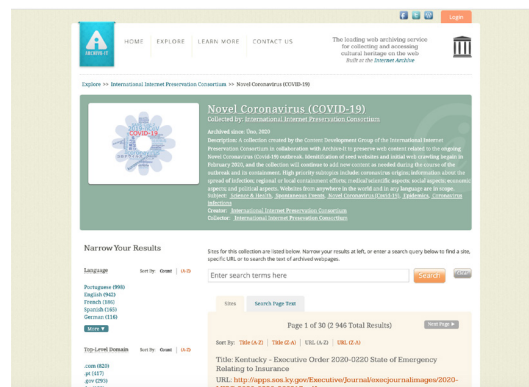 Login
ARCHIVE-IT
HOME EXPLORE LEARN MORE CONTACT US
The leading web archiving service
for collecting and accessing
cultural heritage on the web
Built at the Internet Archive
Explore >> International Internet Preservation Consortium >> Novel Coronavirus (COVID-19)
COVID-19
Novel Coronavirus (COVID-19)
Collected by: International Internet Preservation Consortium
Archived since: Dec, 2020
Description: A collection created by the Content Development Group of the International Internet
Preservation Consortium in collaboration with Archive-It to preserve web content related to the ongoing
Novel Coronavirus (Covid-19) outbreak. Identification of seed websites and initial web crawling began in
February 2020, and the collection will continue to add new content as needed during the course of the
outbreak and its containment. High priority subtopics include: coronavirus origins; information about the
spread of infection; regional or local containment efforts; medical/scientific aspects; social aspects; economic
aspects; and political aspects. Websites from anywhere in the world and in any language are in scope.
Subject: Science & Health, Spontaneous Events, Novel Coronavirus (Covid-19), Epidemics, Coronavirus
infections
Creator: International Internet Preservation Consortium
Collector: International Internet Preservation Consortium
Narrow Your Results
Sites for this collection are listed below. Narrow your results at left, or enter a search query below to find a site,
specific URL or to search the text of archived webpages.
Language Sort By: Count | (A-Z)
Portuguese (998)
English (942)
French (186)
Spanish (165)
German (116)
More ▼
Enter search terms here
Search
Sites Search Page Text
Page 1 of 30 (2 946 Total Results)
Next Page ►
Sort By: Title (A-Z) | Title (Z-A) | URL (A-Z) | URL (Z-A)
Top-Level Domain Sort By: Count | (A-Z)
.com (820)
.pt (317)
.gov (293)
Title: Kentucky - Executive Order 2020-0220 State of Emergency
Relating to Insurance
URL: http://apps.sos.ky.gov/Executive/Journal/execjournalimages/2020-